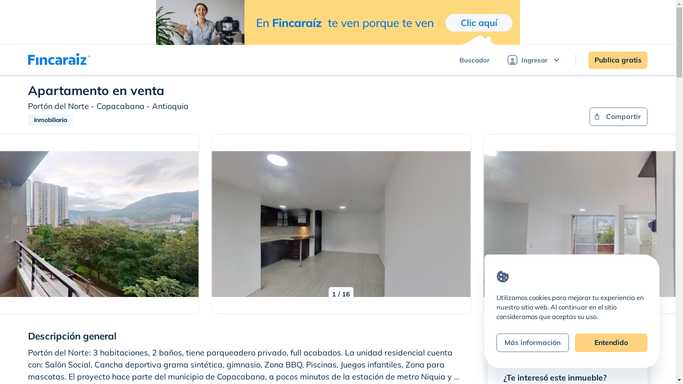 En Fincaraíz te ven porque te ven
Clic aquí
Fincaraiz
Buscador
Ingresar
Publica gratis
Apartamento en venta
Portón del Norte - Copacabana - Antioquia
Inmobiliaria
Compartir
1 / 16
Utilizamos cookies para mejorar tu experiencia en
nuestro sitio web. Al continuar en el sitio
consideramos que aceptas su uso.
Más información
Entendido
Descripción general
Portón del Norte: 3 habitaciones, 2 baños, tiene parqueadero privado, full acabados. La unidad residencial cuenta
con: Salón Social, Cancha deportiva grama sintética, gimnasio, Zona BBQ, Piscinas, Juegos infantiles, Zona para
mascotas. El proyecto hace parte del municipio de Copacabana, a pocos minutos de la estación de metro Niquia y ...
¿Te interesó este inmueble?